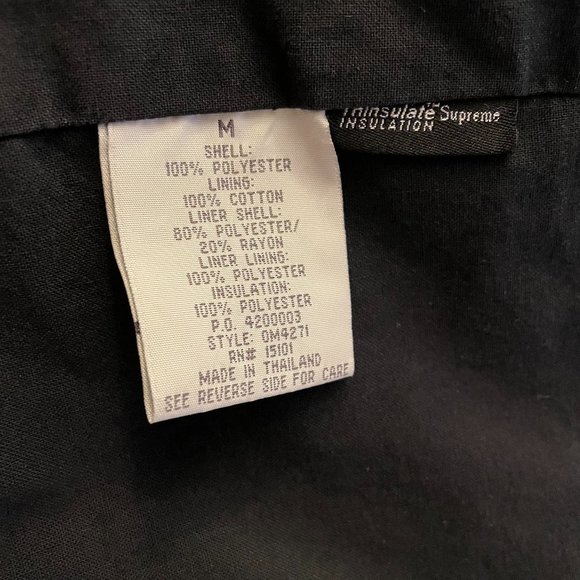 M
SHELL:
100% POLYESTER
LINING:
100% COTTON
LINER SHELL:
80% POLYESTER/
20% RAYON
LINER LINING:
100% POLYESTER
INSULATION:
100% POLYESTER
P.O. 4200003
STYLE: OM4271
RN# 15101
MADE IN THAILAND
SEE REVERSE SIDE FOR CARE
Thinsulate™ Supreme
INSULATION